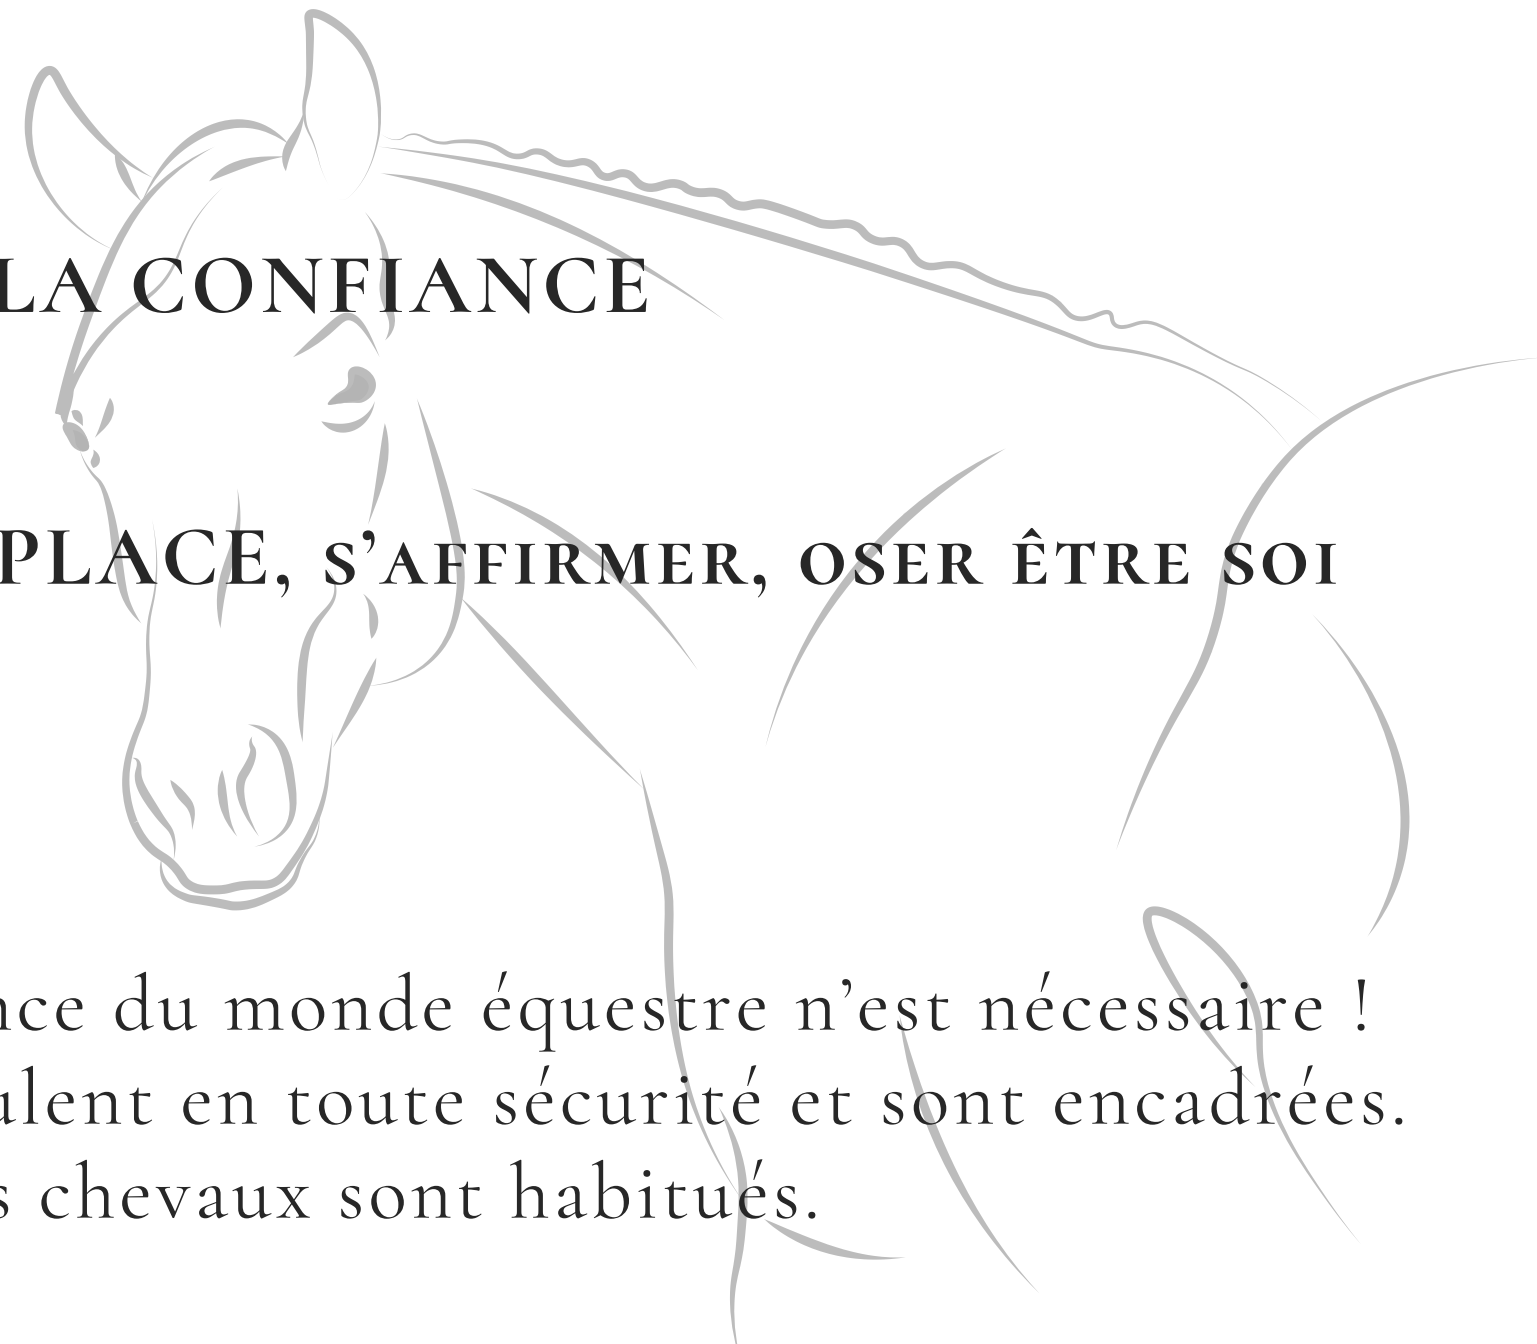 LA CONFIANCE
PLACE, S’AFFIRMER, OSER ÊTRE SOI
nce du monde équestre n’est nécessaire !
ulent en toute sécurité et sont encadrées.
s chevaux sont habitués.